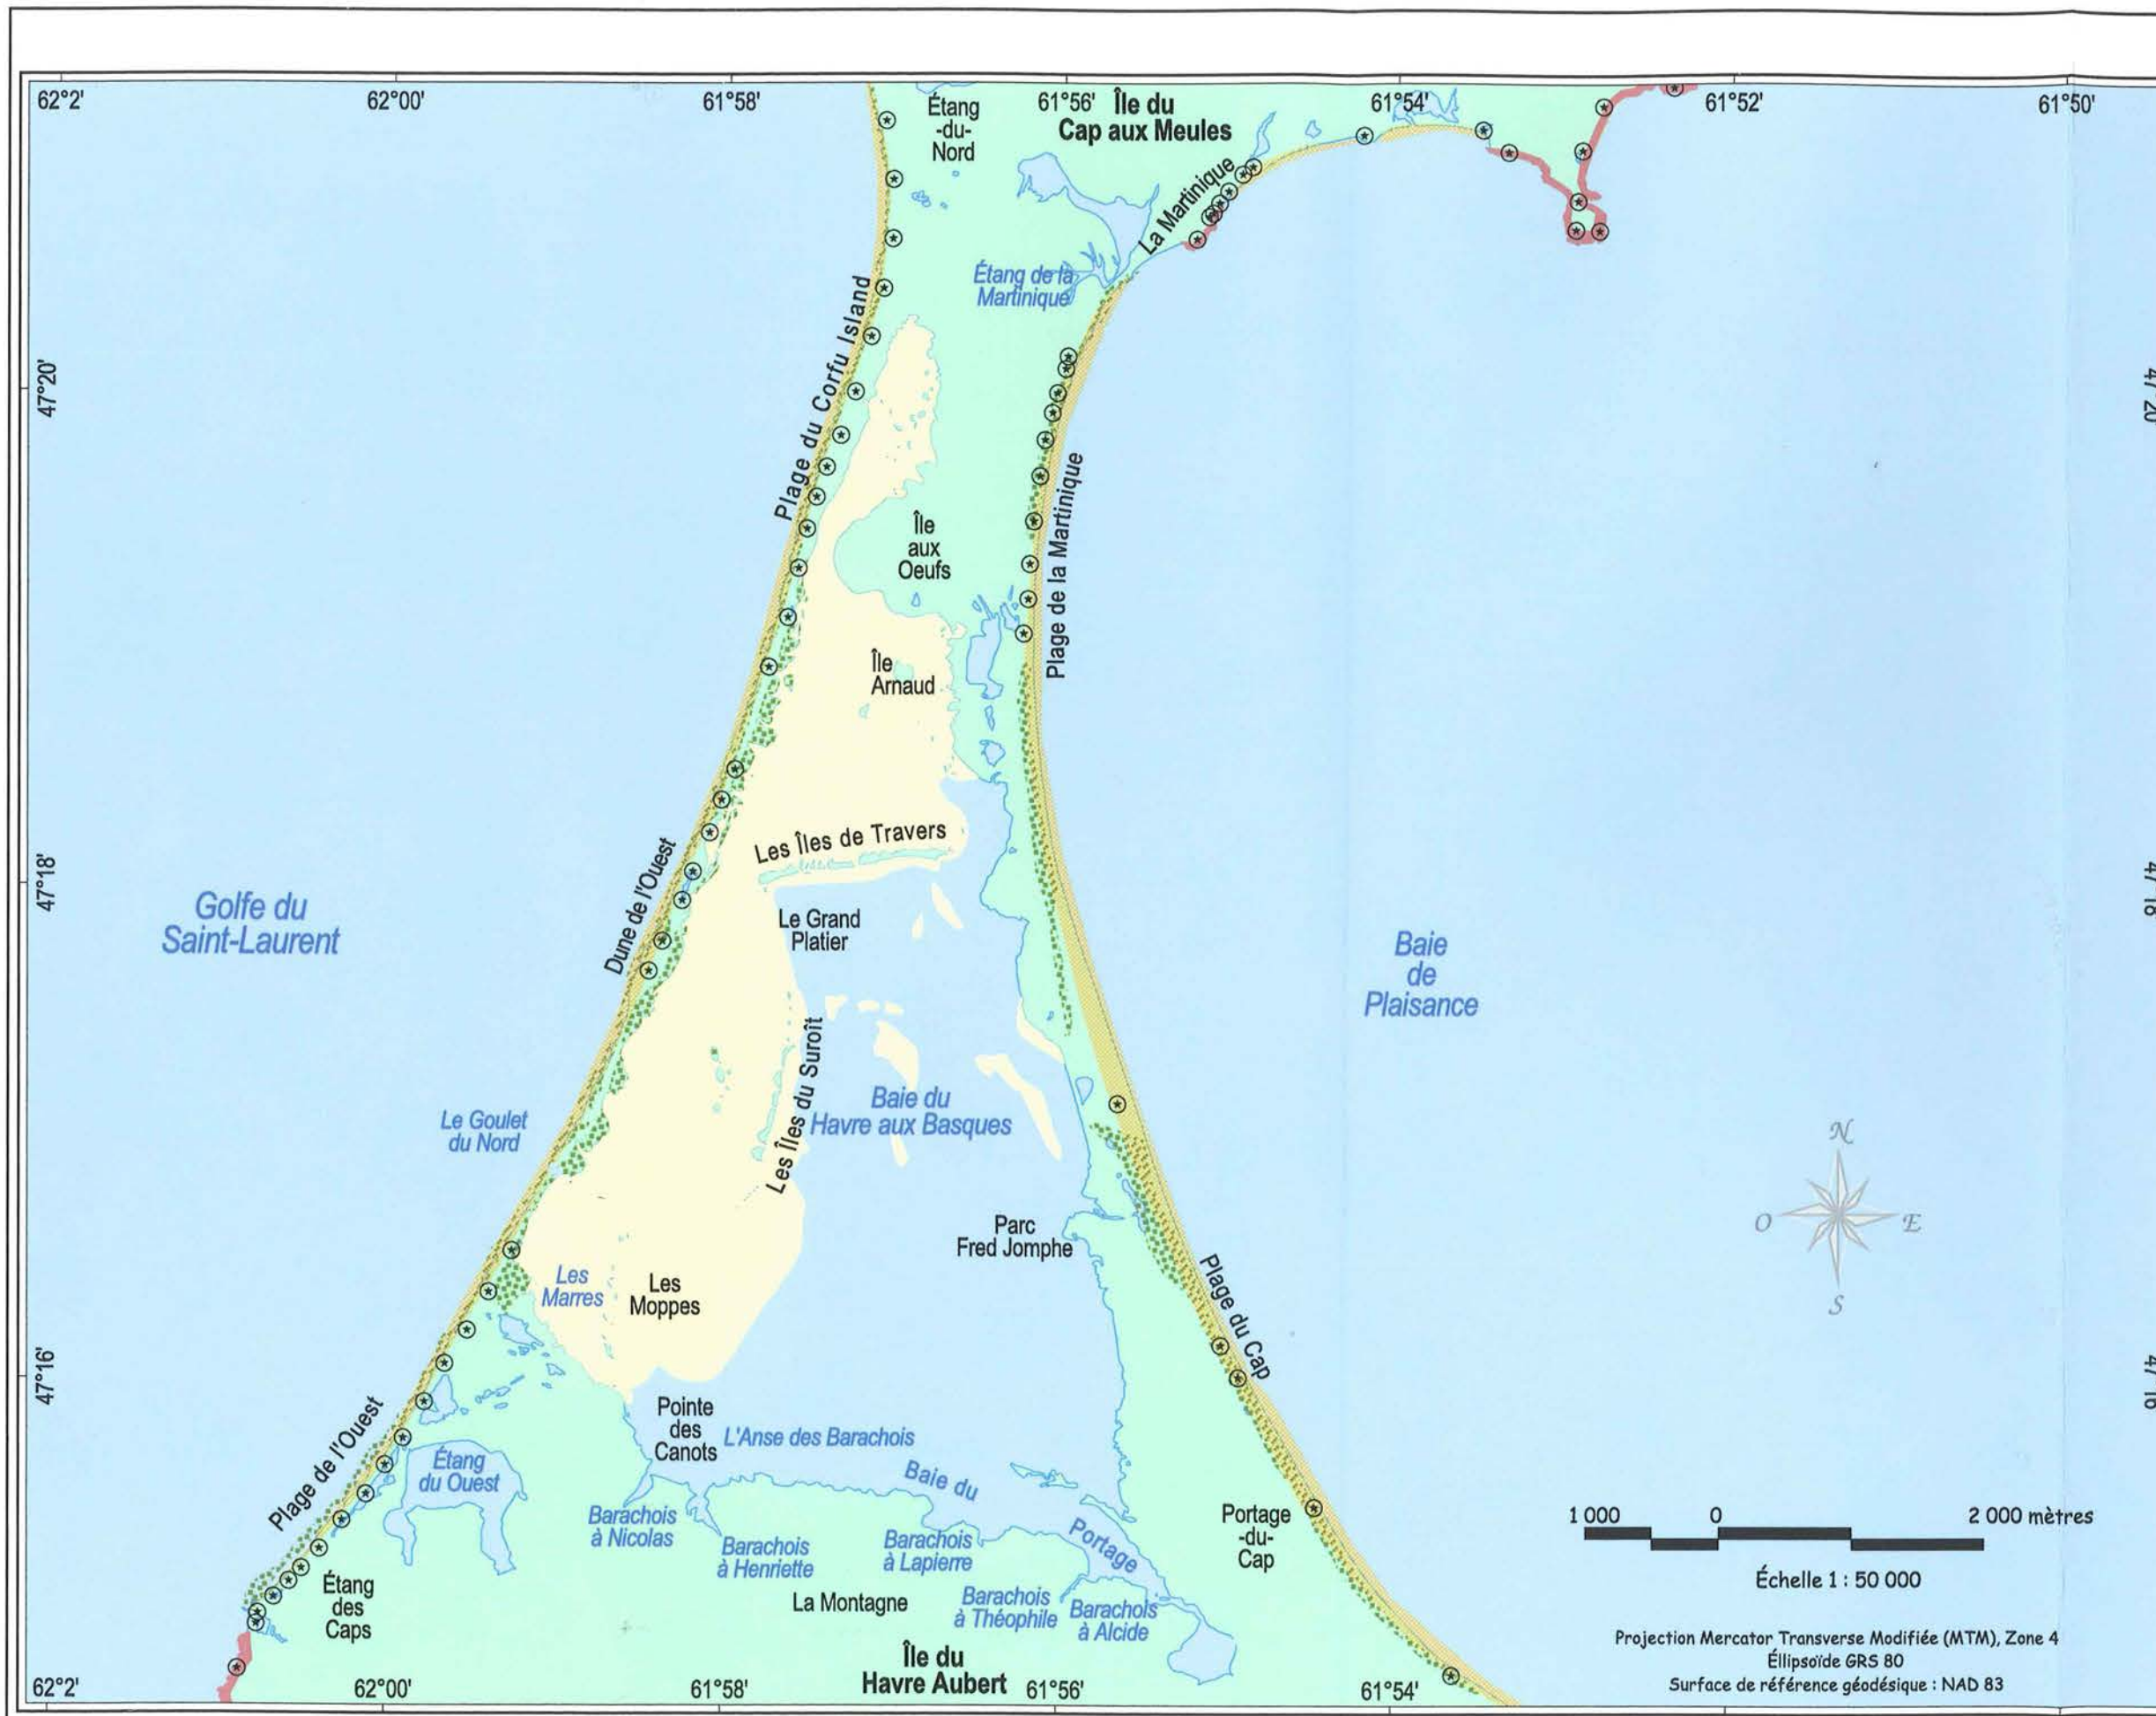 62°2'
62°00'
61°58'
61°56'
61°54'
61°52'
61°50'
Étang
-du-
Nord
Île du
Cap aux Meules
La Martinique
Étang de la
Martinique
Plage du Corfu Island
47°20'
47°20'
Plage de la Martinique
Île
aux
Oeufs
Île
Arnaud
Les Îles de Travers
Dune de l'Ouest
47°18'
47°18'
Golfe du
Saint-Laurent
Le Grand
Platier
Baie
de
Plaisance
Les Îles du Suroît
Le Goulet
du Nord
Baie du
Havre aux Basques
N
O
E
S
Parc
Fred Jomphe
Les
Marres
Les
Moppes
Plage du Cap
47°16'
47°16'
Plage de l'Ouest
Pointe
des
Canots
L'Anse des Barachois
Étang
du Ouest
Baie du
Portage
Barachois
à Nicolas
Barachois
à Henriette
Barachois
à Lapierre
Portage
-du-
Cap
1 000
0
2 000 mètres
Échelle 1 : 50 000
Étang
des
Caps
La Montagne
Barachois
à Théophile
Barachois
à Alcide
Île du
Havre Aubert
Projection Mercator Transverse Modifiée (MTM), Zone 4
Éllipsoïde GRS 80
Surface de référence géodésique : NAD 83
62°2'
62°00'
61°58'
61°56'
61°54'